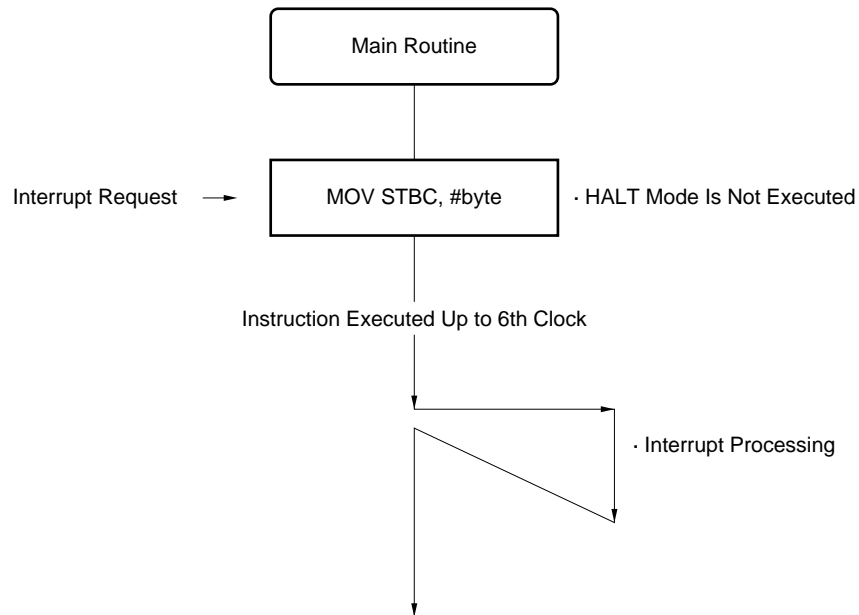 Main Routine
Interrupt Request
MOV STBC, #byte
· HALT Mode Is Not Executed
Instruction Executed Up to 6th Clock
· Interrupt Processing